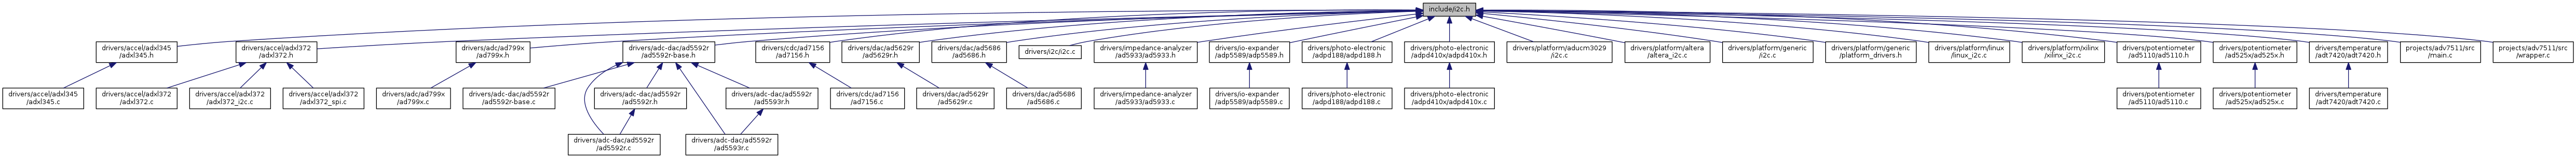 include/i2c.h
drivers/accel/adxl345
/adxl345.h
drivers/accel/adxl372
/adxl372.h
drivers/adc/ad799x
/ad799x.h
drivers/adc-dac/ad5592r
/ad5592r-base.h
drivers/cdc/ad7156
/ad7156.h
drivers/dac/ad5629r
/ad5629r.h
drivers/dac/ad5686
/ad5686.h
drivers/i2c/i2c.c
drivers/impedance-analyzer
/ad5933/ad5933.h
drivers/io-expander
/adp5589/adp5589.h
drivers/photo-electronic
/adpd188/adpd188.h
drivers/photo-electronic
/adpd410x/adpd410x.h
drivers/platform/aducm3029
/i2c.c
drivers/platform/altera
/altera_i2c.c
drivers/platform/generic
/i2c.c
drivers/platform/generic
/platform_drivers.h
drivers/platform/linux
/linux_i2c.c
drivers/platform/xilinx
/xilinx_i2c.c
drivers/potentiometer
/ad5110/ad5110.h
drivers/potentiometer
/ad525x/ad525x.h
drivers/temperature
/adt7420/adt7420.h
projects/adv7511/src
/main.c
projects/adv7511/src
/wrapper.c
drivers/accel/adxl345
/adxl345.c
drivers/accel/adxl372
/adxl372.c
drivers/accel/adxl372
/adxl372_i2c.c
drivers/accel/adxl372
/adxl372_spi.c
drivers/adc/ad799x
/ad799x.c
drivers/adc-dac/ad5592r
/ad5592r-base.c
drivers/adc-dac/ad5592r
/ad5592r.h
drivers/adc-dac/ad5592r
/ad5593r.h
drivers/cdc/ad7156
/ad7156.c
drivers/dac/ad5629r
/ad5629r.c
drivers/dac/ad5686
/ad5686.c
drivers/impedance-analyzer
/ad5933/ad5933.c
drivers/io-expander
/adp5589/adp5589.c
drivers/photo-electronic
/adpd188/adpd188.c
drivers/photo-electronic
/adpd410x/adpd410x.c
drivers/potentiometer
/ad5110/ad5110.c
drivers/potentiometer
/ad525x/ad525x.c
drivers/temperature
/adt7420/adt7420.c
drivers/adc-dac/ad5592r
/ad5592r.c
drivers/adc-dac/ad5592r
/ad5593r.c